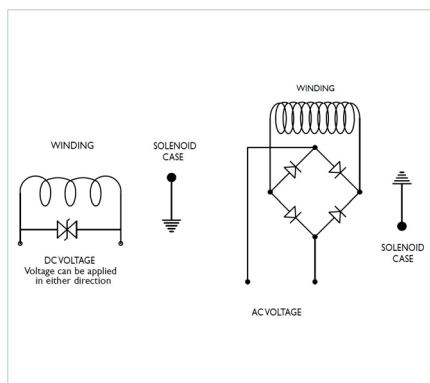 WINDING
SOLENOID
CASE
DC VOLTAGE
Voltage can be applied
in either direction
WINDING
SOLENOID
CASE
AC VOLTAGE